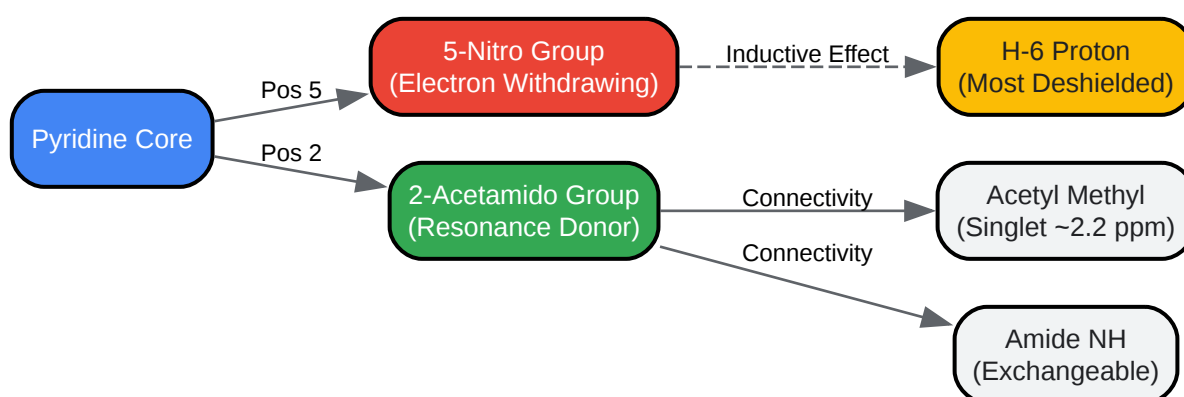 Pyridine Core
Pos 5
Pos 2
5-Nitro Group
(Electron Withdrawing)
Inductive Effect
H-6 Proton
(Most Deshielded)
2-Acetamido Group
(Resonance Donor)
Connectivity
Acetyl Methyl
(Singlet ~2.2 ppm)
Connectivity
Amide NH
(Exchangeable)